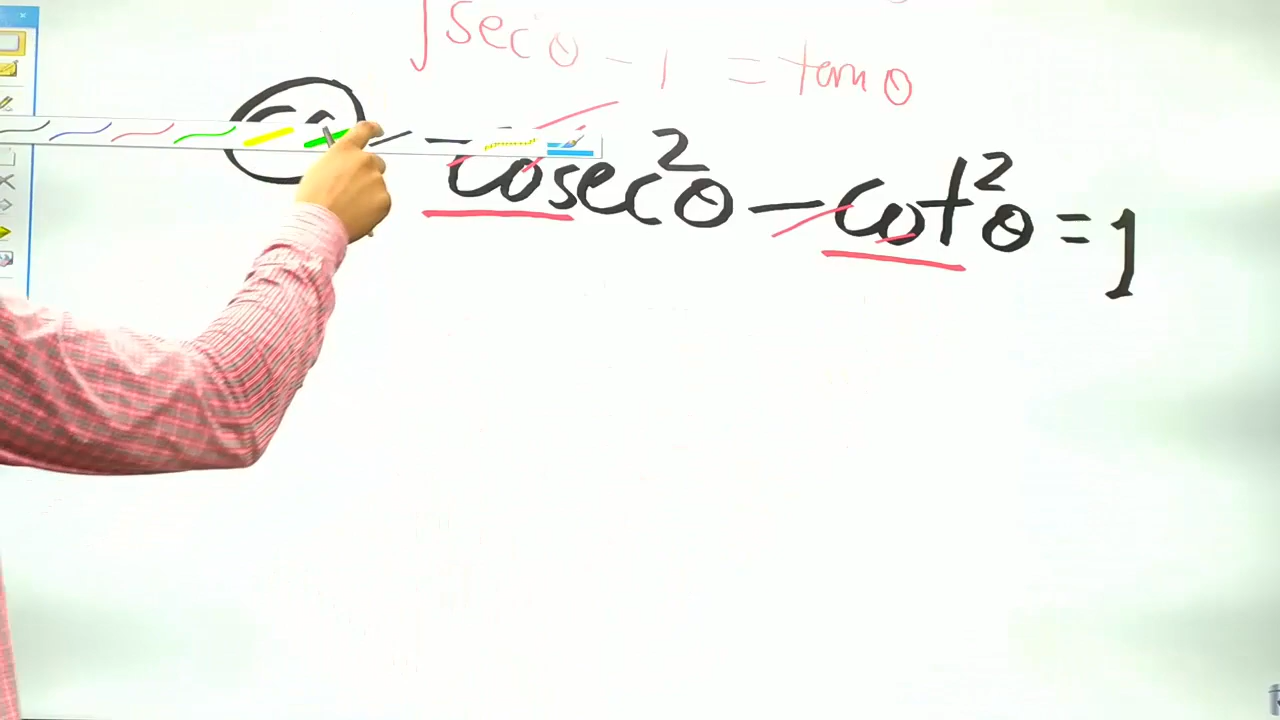 √sec²θ - 1 = tanθ
cosec²θ - cot²θ = 1